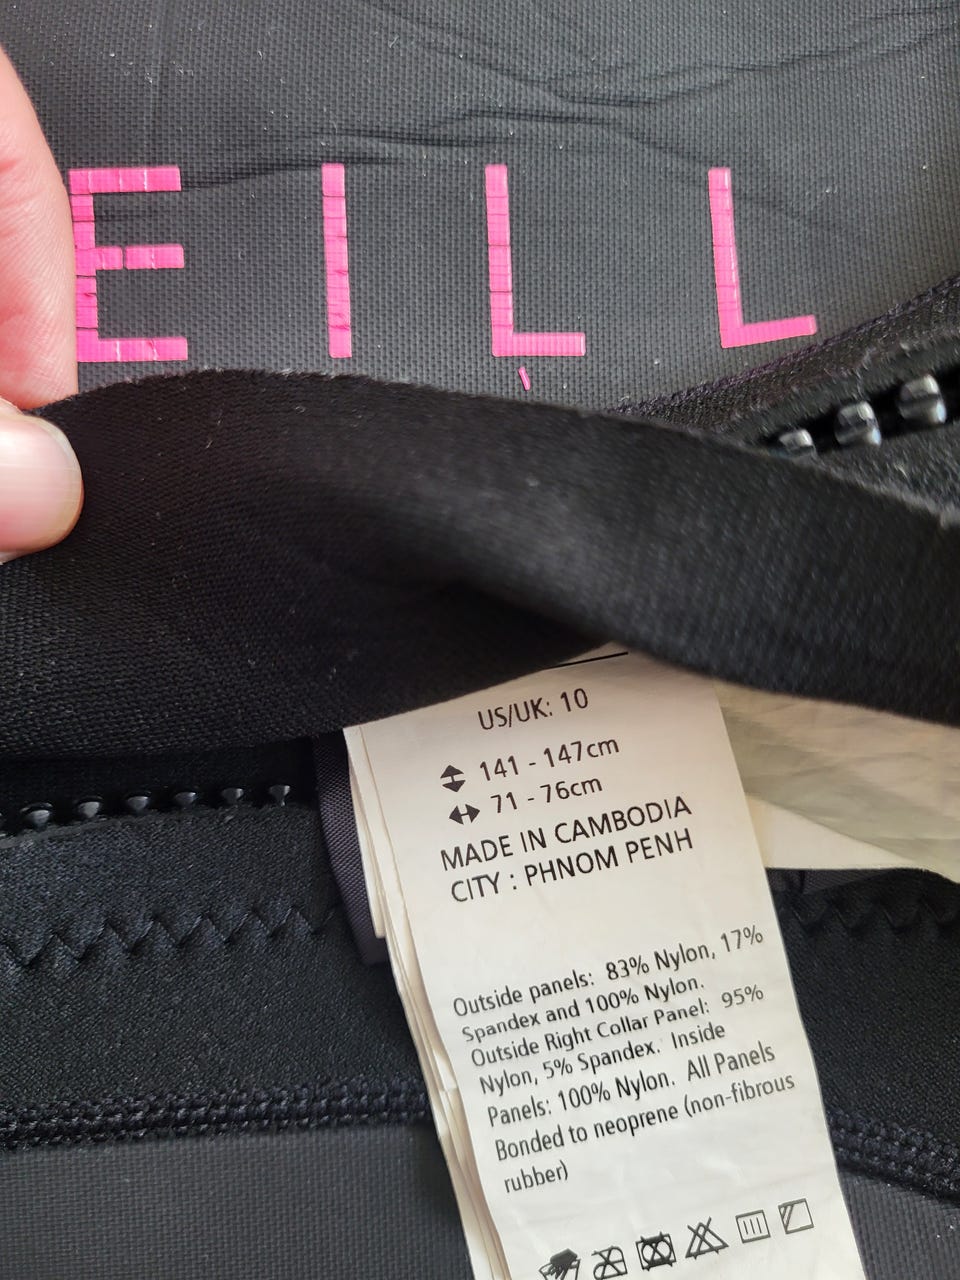 EILL
US/UK: 10
141 - 147cm
71 - 76cm
MADE IN CAMBODIA
CITY : PHNOM PENH
Outside panels: 83% Nylon, 17%
Spandex and 100% Nylon.
Outside Right Collar Panel: 95%
Nylon, 5% Spandex. Inside
Panels: 100% Nylon. All Panels
Bonded to neoprene (non-fibrous
rubber)